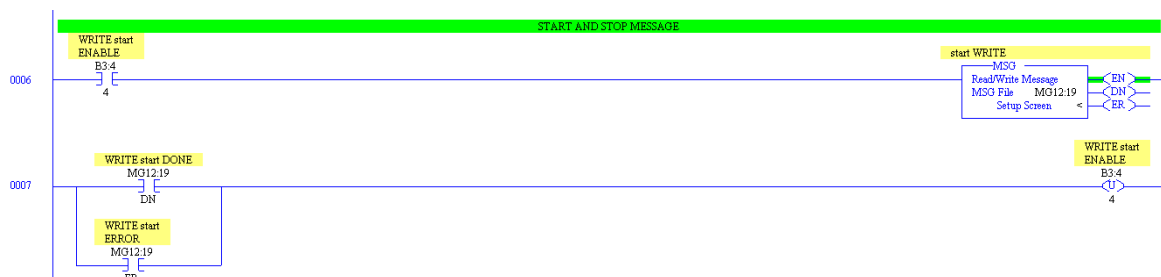 START AND STOP MESSAGE
WRITE start
ENABLE
B3:4
4
0006
start WRITE
MSG
Read/Write Message
MSG File MG12:19
Setup Screen <
EN
DN
ER
0007
WRITE start DONE
MG12:19
DN
WRITE start
ERROR
MG12:19
ER
WRITE start
ENABLE
B3:4
U
4